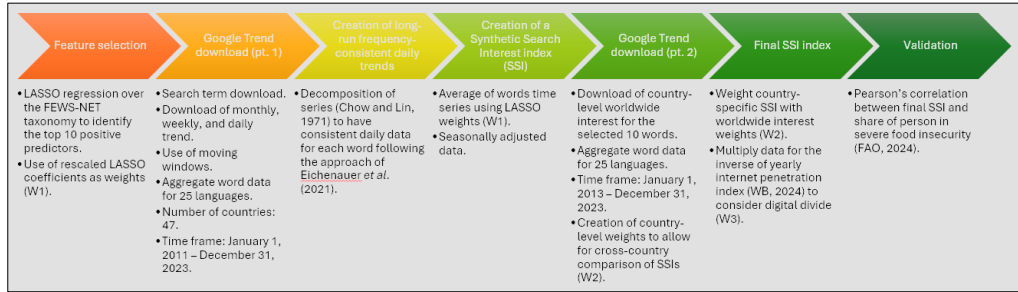 Feature selection
• LASSO regression over
the FEWS-NET
taxonomy to identify
the top 10 positive
predictors.
• Use of rescaled LASSO
coefficients as weights
(W1).
Google Trend
download (pt. 1)
• Search term download.
• Download of monthly,
weekly, and daily
trend.
• Use of moving
windows.
• Aggregate word data
for 25 languages.
• Number of countries:
47.
• Time frame: January 1,
2011 – December 31,
2023.
Creation of long-
run frequency-
consistent daily
trends
• Decomposition of
series (Chow and Lin,
1971) to have
consistent daily data
for each word following
the approach of
Eichenauer et al.
(2021).
Creation of a
Synthetic Search
Interest index
(SSI)
• Average of words time
series using LASSO
weights (W1).
• Seasonally adjusted
data.
Google Trend
download (pt. 2)
• Download of country-
level worldwide
interest for the
selected 10 words.
• Aggregate word data
for 25 languages.
• Time frame: January 1,
2013 – December 31,
2023.
• Creation of country-
level weights to allow
for cross-country
comparison of SSIs
(W2).
Final SSI index
• Weight country-
specific SSI with
worldwide interest
weights (W2).
• Multiply data for the
inverse of yearly
internet penetration
index (WB, 2024) to
consider digital divide
(W3).
Validation
• Pearson's correlation
between final SSI and
share of person in
severe food insecurity
(FAO, 2024).